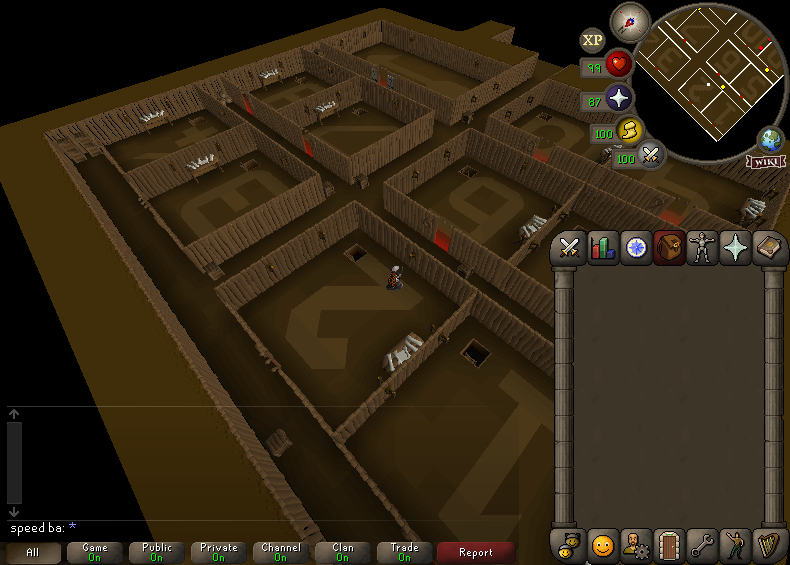 XP
99
67
100
100
WIKI
speed ba: *
All
Game
On
Public
On
Private
On
Channel
On
Clan
On
Trade
On
Report